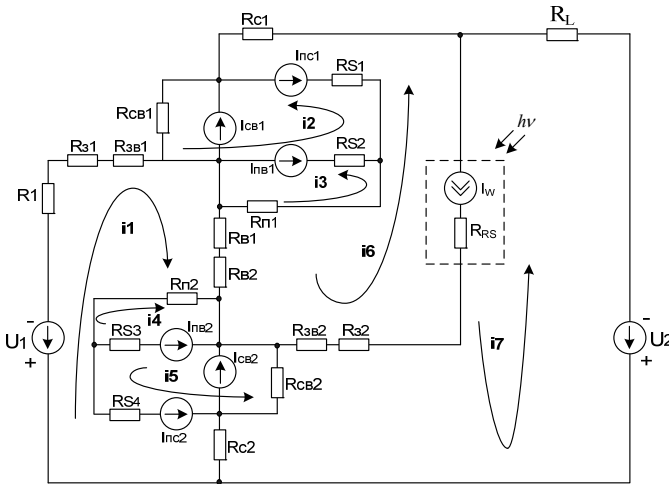 RC1
RL
IПС1
RS1
RСВ1
IСВ1
i2
hν
RЗ1
RЗВ1
IПВ1
RS2
R1
i3
IW
RП1
RВ1
RRS
i1
i6
RВ2
RП2
U1
-
+
i4
RS3
IПВ2
RЗВ2
RЗ2
U2
-
+
IСВ2
i5
i7
RСВ2
RS4
IПС2
RС2